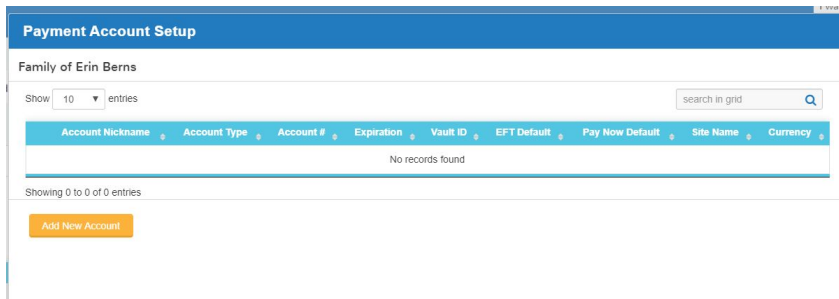 Payment Account Setup
Family of Erin Berns
Show 10 entries
search in grid
Account Nickname Account Type Account # Expiration Vault ID EFT Default Pay Now Default Site Name Currency
No records found
Showing 0 to 0 of 0 entries
Add New Account